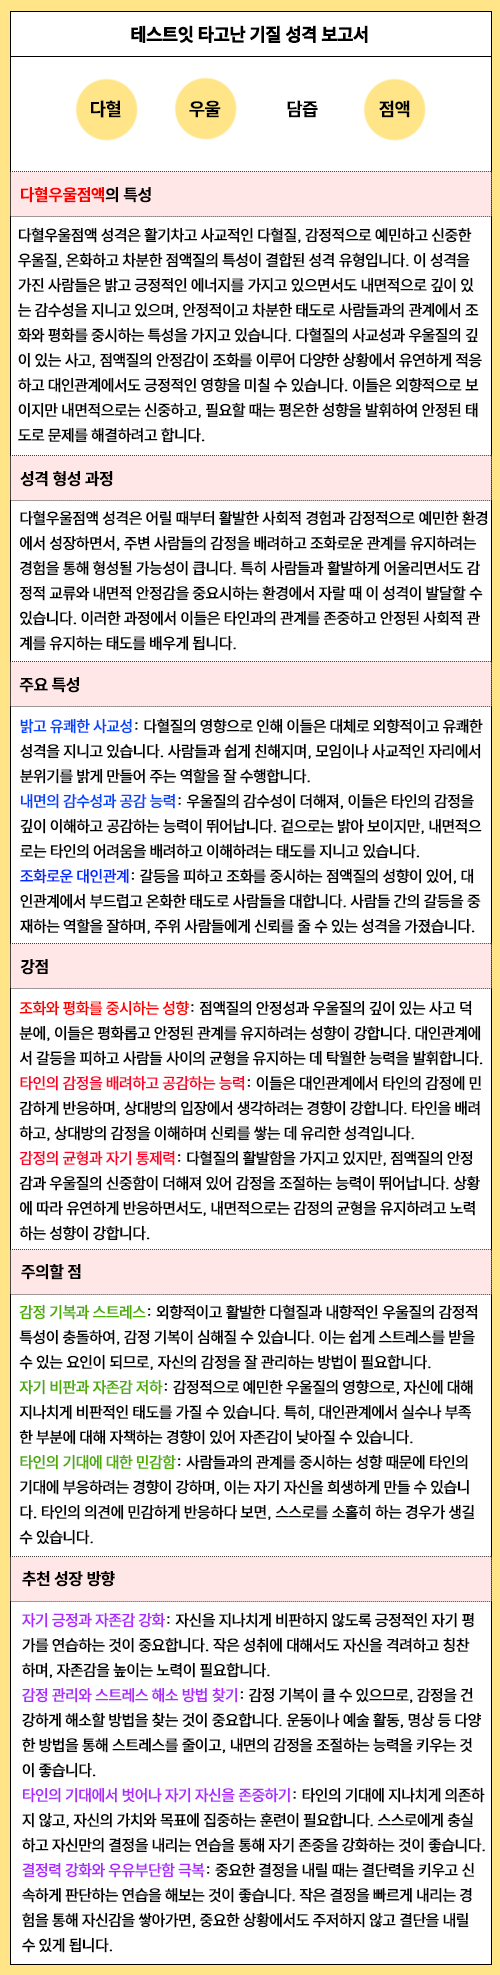 테스트잇 타고난 기질 성격 보고서
다혈 우울 담즙 점액
다혈우울점액의 특성
다혈우울점액 성격은 활기차고 사교적인 다혈질, 감정적으로 예민하고 신중한
우울질, 온화하고 차분한 점액질의 특성이 결합된 성격 유형입니다. 이 성격을
가진 사람들은 밝고 긍정적인 에너지를 가지고 있으면서도 내면적으로 깊이 있
는 감수성을 지니고 있으며, 안정적이고 차분한 태도로 사람들과의 관계에서 조
화와 평화를 중시하는 특성을 가지고 있습니다. 다혈질의 사교성과 우울질의 깊
이 있는 사고, 점액질의 안정감이 조화를 이루어 다양한 상황에서 유연하게 적응
하고 대인관계에서도 긍정적인 영향을 미칠 수 있습니다. 이들은 외향적으로 보
이지만 내면적으로는 신중하고, 필요할 때는 평온한 성향을 발휘하여 안정된 태
도로 문제를 해결하려고 합니다.
성격 형성 과정
다혈우울점액 성격은 어릴 때부터 활발한 사회적 경험과 감정적으로 예민한 환경
에서 성장하면서, 주변 사람들의 감정을 배려하고 조화로운 관계를 유지하려는
경험을 통해 형성될 가능성이 큽니다. 특히 사람들과 활발하게 어울리면서도 감
정적 교류와 내면적 안정감을 중요시하는 환경에서 자랄 때 이 성격이 발달할 수
있습니다. 이러한 과정에서 이들은 타인과의 관계를 존중하고 안정된 사회적 관
계를 유지하는 태도를 배우게 됩니다.
주요 특성
밝고 유쾌한 사교성: 다혈질의 영향으로 인해 이들은 대체로 외향적이고 유쾌한
성격을 지니고 있습니다. 사람들과 쉽게 친해지며, 모임이나 사교적인 자리에서
분위기를 밝게 만들어 주는 역할을 잘 수행합니다.
내면의 감수성과 공감 능력: 우울질의 감수성이 더해져, 이들은 타인의 감정을
깊이 이해하고 공감하는 능력이 뛰어납니다. 겉으로는 밝아 보이지만, 내면적으
로는 타인의 어려움을 배려하고 이해하려는 태도를 지니고 있습니다.
조화로운 대인관계: 갈등을 피하고 조화를 중시하는 점액질의 성향이 있어, 대
인관계에서 부드럽고 온화한 태도로 사람들을 대합니다. 사람들 간의 갈등을 중
재하는 역할을 잘하며, 주위 사람들에게 신뢰를 줄 수 있는 성격을 가졌습니다.
강점
조화와 평화를 중시하는 성향: 점액질의 안정성과 우울질의 깊이 있는 사고 덕
분에, 이들은 평화롭고 안정된 관계를 유지하려는 성향이 강합니다. 대인관계에
서 갈등을 피하고 사람들 사이의 균형을 유지하는 데 탁월한 능력을 발휘합니다.
타인의 감정을 배려하고 공감하는 능력: 이들은 대인관계에서 타인의 감정에 민
감하게 반응하며, 상대방의 입장에서 생각하려는 경향이 강합니다. 타인을 배려
하고, 상대방의 감정을 이해하며 신뢰를 쌓는 데 유리한 성격입니다.
감정의 균형과 자기 통제력: 다혈질의 활발함을 가지고 있지만, 점액질의 안정
감과 우울질의 신중함이 더해져 있어 감정을 조절하는 능력이 뛰어납니다. 상황
에 따라 유연하게 반응하면서도, 내면적으로는 감정의 균형을 유지하려고 노력
하는 성향이 강합니다.
주의할 점
감정 기복과 스트레스: 외향적이고 활발한 다혈질과 내향적인 우울질의 감정적
특성이 충돌하여, 감정 기복이 심해질 수 있습니다. 이는 쉽게 스트레스를 받을
수 있는 요인이 되므로, 자신의 감정을 잘 관리하는 방법이 필요합니다.
자기 비판과 자존감 저하: 감정적으로 예민한 우울질의 영향으로, 자신에 대해
지나치게 비판적인 태도를 가질 수 있습니다. 특히, 대인관계에서 실수나 부족
한 부분에 대해 자책하는 경향이 있어 자존감이 낮아질 수 있습니다.
타인의 기대에 대한 민감함: 사람들과의 관계를 중시하는 성향 때문에 타인의
기대에 부응하려는 경향이 강하며, 이는 자기 자신을 희생하게 만들 수 있습니
다. 타인의 의견에 민감하게 반응하다 보면, 스스로를 소홀히 하는 경우가 생길
수 있습니다.
추천 성장 방향
자기 긍정과 자존감 강화: 자신을 지나치게 비판하지 않도록 긍정적인 자기 평
가를 연습하는 것이 중요합니다. 작은 성취에 대해서도 자신을 격려하고 칭찬
하며, 자존감을 높이는 노력이 필요합니다.
감정 관리와 스트레스 해소 방법 찾기: 감정 기복이 클 수 있으므로, 감정을 건
강하게 해소할 방법을 찾는 것이 중요합니다. 운동이나 예술 활동, 명상 등 다양
한 방법을 통해 스트레스를 줄이고, 내면의 감정을 조절하는 능력을 키우는 것
이 좋습니다.
타인의 기대에서 벗어나 자기 자신을 존중하기: 타인의 기대에 지나치게 의존하
지 않고, 자신의 가치와 목표에 집중하는 훈련이 필요합니다. 스스로에게 충실
하고 자신만의 결정을 내리는 연습을 통해 자기 존중을 강화하는 것이 좋습니다.
결정력 강화와 우유부단함 극복: 중요한 결정을 내릴 때는 결단력을 키우고 신
속하게 판단하는 연습을 해보는 것이 좋습니다. 작은 결정을 빠르게 내리는 경
험을 통해 자신감을 쌓아가면, 중요한 상황에서도 주저하지 않고 결단을 내릴
수 있게 됩니다.